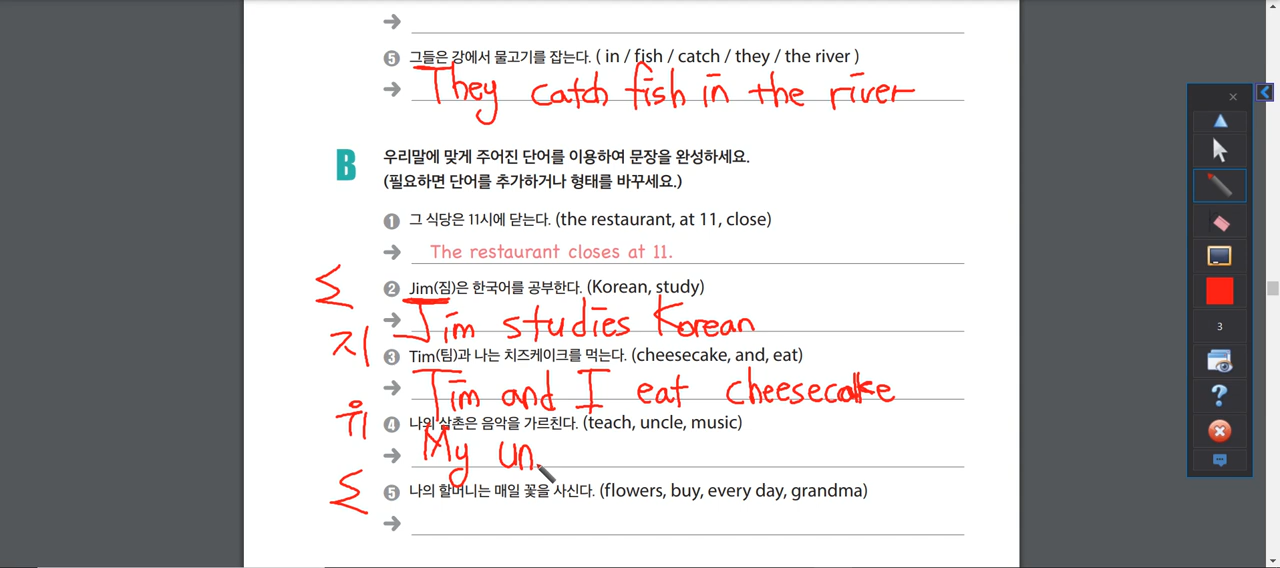 →
⑤ 그들은 강에서 물고기를 잡는다. ( in / fish / catch / they / the river )
→ They catch fish in the river
B 우리말에 맞게 주어진 단어를 이용하여 문장을 완성하세요.
(필요하면 단어를 추가하거나 형태를 바꾸세요.)
① 그 식당은 11시에 닫는다. (the restaurant, at 11, close)
→ The restaurant closes at 11.
② Jim(짐)은 한국어를 공부한다. (Korean, study)
→ Jim studies Korean
지
③ Tim(팀)과 나는 치즈케이크를 먹는다. (cheesecake, and, eat)
→ Tim and I eat cheesecake
위
④ 나의 삼촌은 음악을 가르친다. (teach, uncle, music)
→ My un
⑤ 나의 할머니는 매일 꽃을 사신다. (flowers, buy, every day, grandma)
→
3